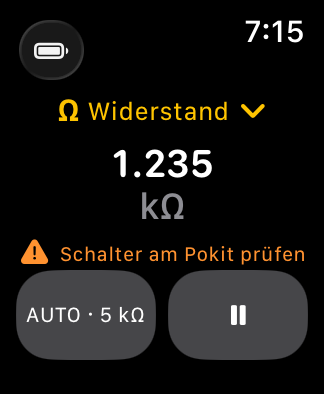 7:15
Ω Widerstand
1.235
kΩ
Schalter am Pokit prüfen
AUTO · 5 kΩ